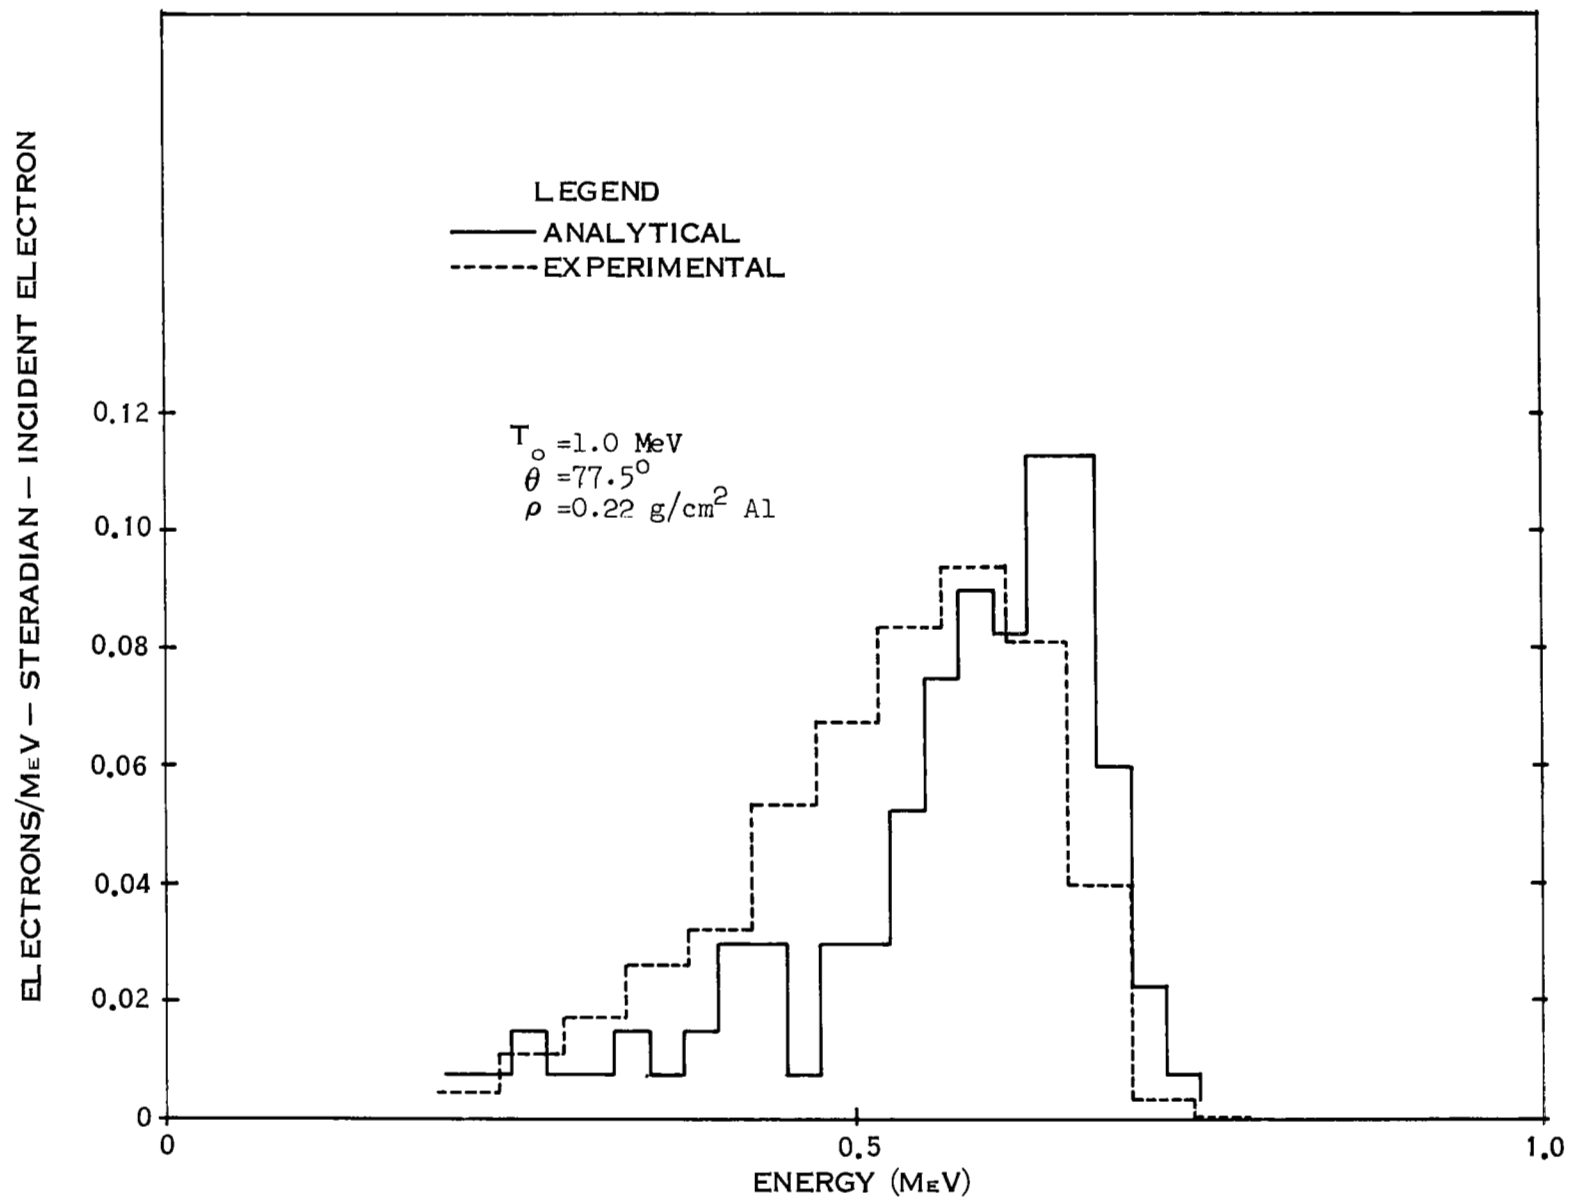 ELECTRONS/MeV – STERADIAN – INCIDENT ELECTRON
LEGEND
ANALYTICAL
EXPERIMENTAL
T₀ =1.0 MeV
θ =77.5°
ρ =0.22 g/cm² Al
0.12
0.10
0.08
0.06
0.04
0.02
0
0 0.5 1.0
ENERGY (MeV)